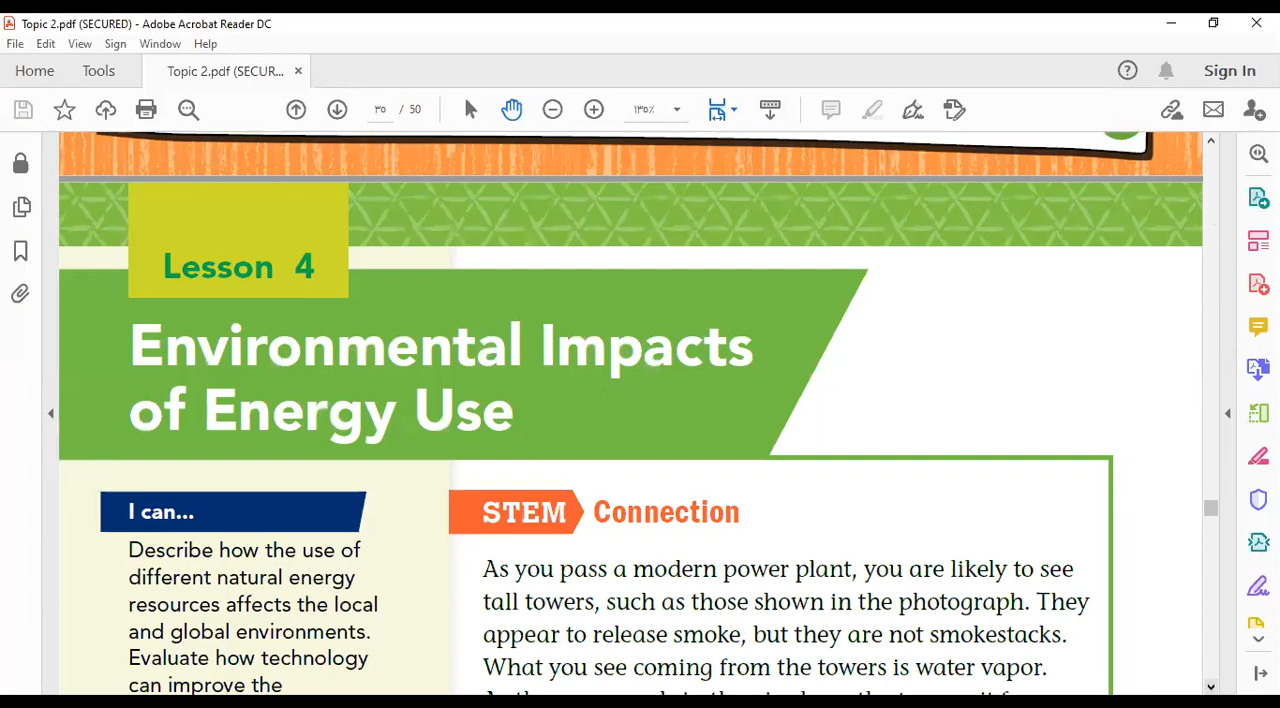 Topic 2.pdf (SECURED) - Adobe Acrobat Reader DC
File Edit View Sign Window Help
Home Tools Topic 2.pdf (SECUR... Sign In
٣٥ / 50 ١٣٥٪
Lesson 4
Environmental Impacts
of Energy Use
I can...
Describe how the use of
different natural energy
resources affects the local
and global environments.
Evaluate how technology
can improve the
STEM Connection
As you pass a modern power plant, you are likely to see
tall towers, such as those shown in the photograph. They
appear to release smoke, but they are not smokestacks.
What you see coming from the towers is water vapor.